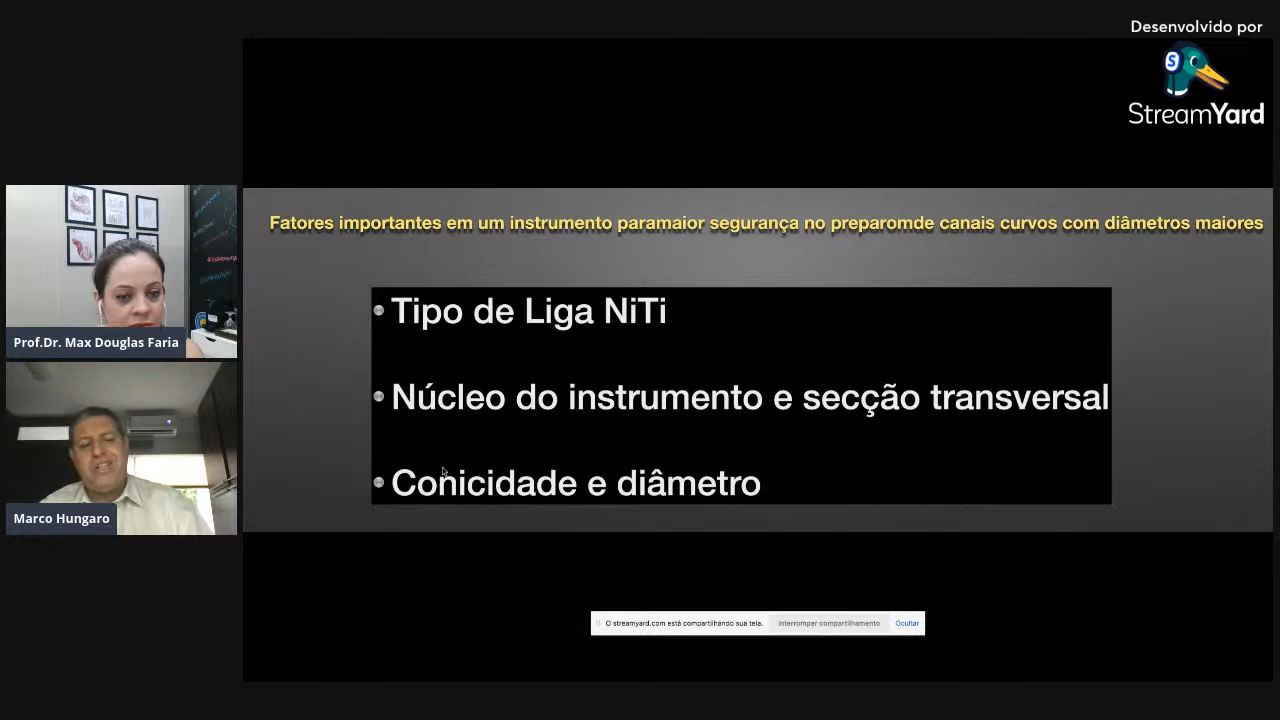 Desenvolvido por
StreamYard
Fatores importantes em um instrumento paramaior segurança no preparomde canais curvos com diâmetros maiores
Tipo de Liga NiTi
Núcleo do instrumento e secção transversal
Conicidade e diâmetro
Prof.Dr. Max Douglas Faria
Marco Hungaro
O streamyard.com está compartilhando sua tela.
Interromper compartilhamento
Ocultar